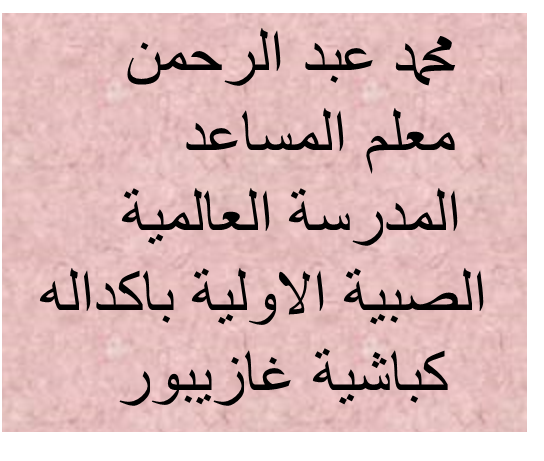 محمد عبد الرحمن
معلم المساعد
المدرسة العالمية
الصبية الاولية باكداله
كباشية غازيبور